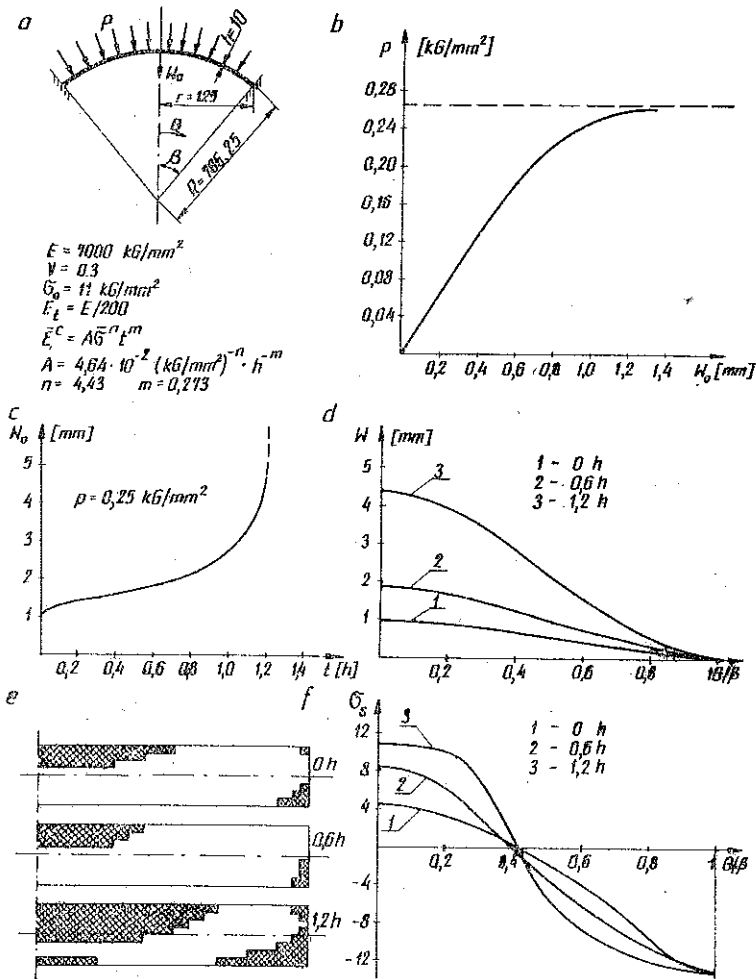 a
P
t=10
W₀
r = 125
θ
β
R = 785,25
E = 7000 kG/mm²
ν = 0.3
σ₀ = 11 kG/mm²
E_t = E/200
ε̄ᶜ = Aσ̄ⁿtᵐ
A = 4,64·10⁻² (kG/mm²)⁻ⁿ · h⁻ᵐ
n = 4,43 m = 0,273
b
P [kG/mm²]
0,28
0,24
0,20
0,16
0,12
0,08
0,04
0,2 0,4 0,6 0,8 1,0 1,2 1,4 W₀ [mm]
c
W₀ [mm]
5
4
3
2
1
p = 0,25 kG/mm²
0,2 0,4 0,6 0,8 1,0 1,2 1,4
t [h]
d
W [mm]
5
4
3
2
1
1 - 0 h
2 - 0,6 h
3 - 1,2 h
3
2
1
0,2 0,4 0,6 0,8 1 θ/β
e
0h
0,6h
1,2h
f
σₛ
12
8
4
-4
-8
-12
3
2
1
1 - 0 h
2 - 0,6 h
3 - 1,2 h
0,2 0,4 0,6 0,8 1 θ/β